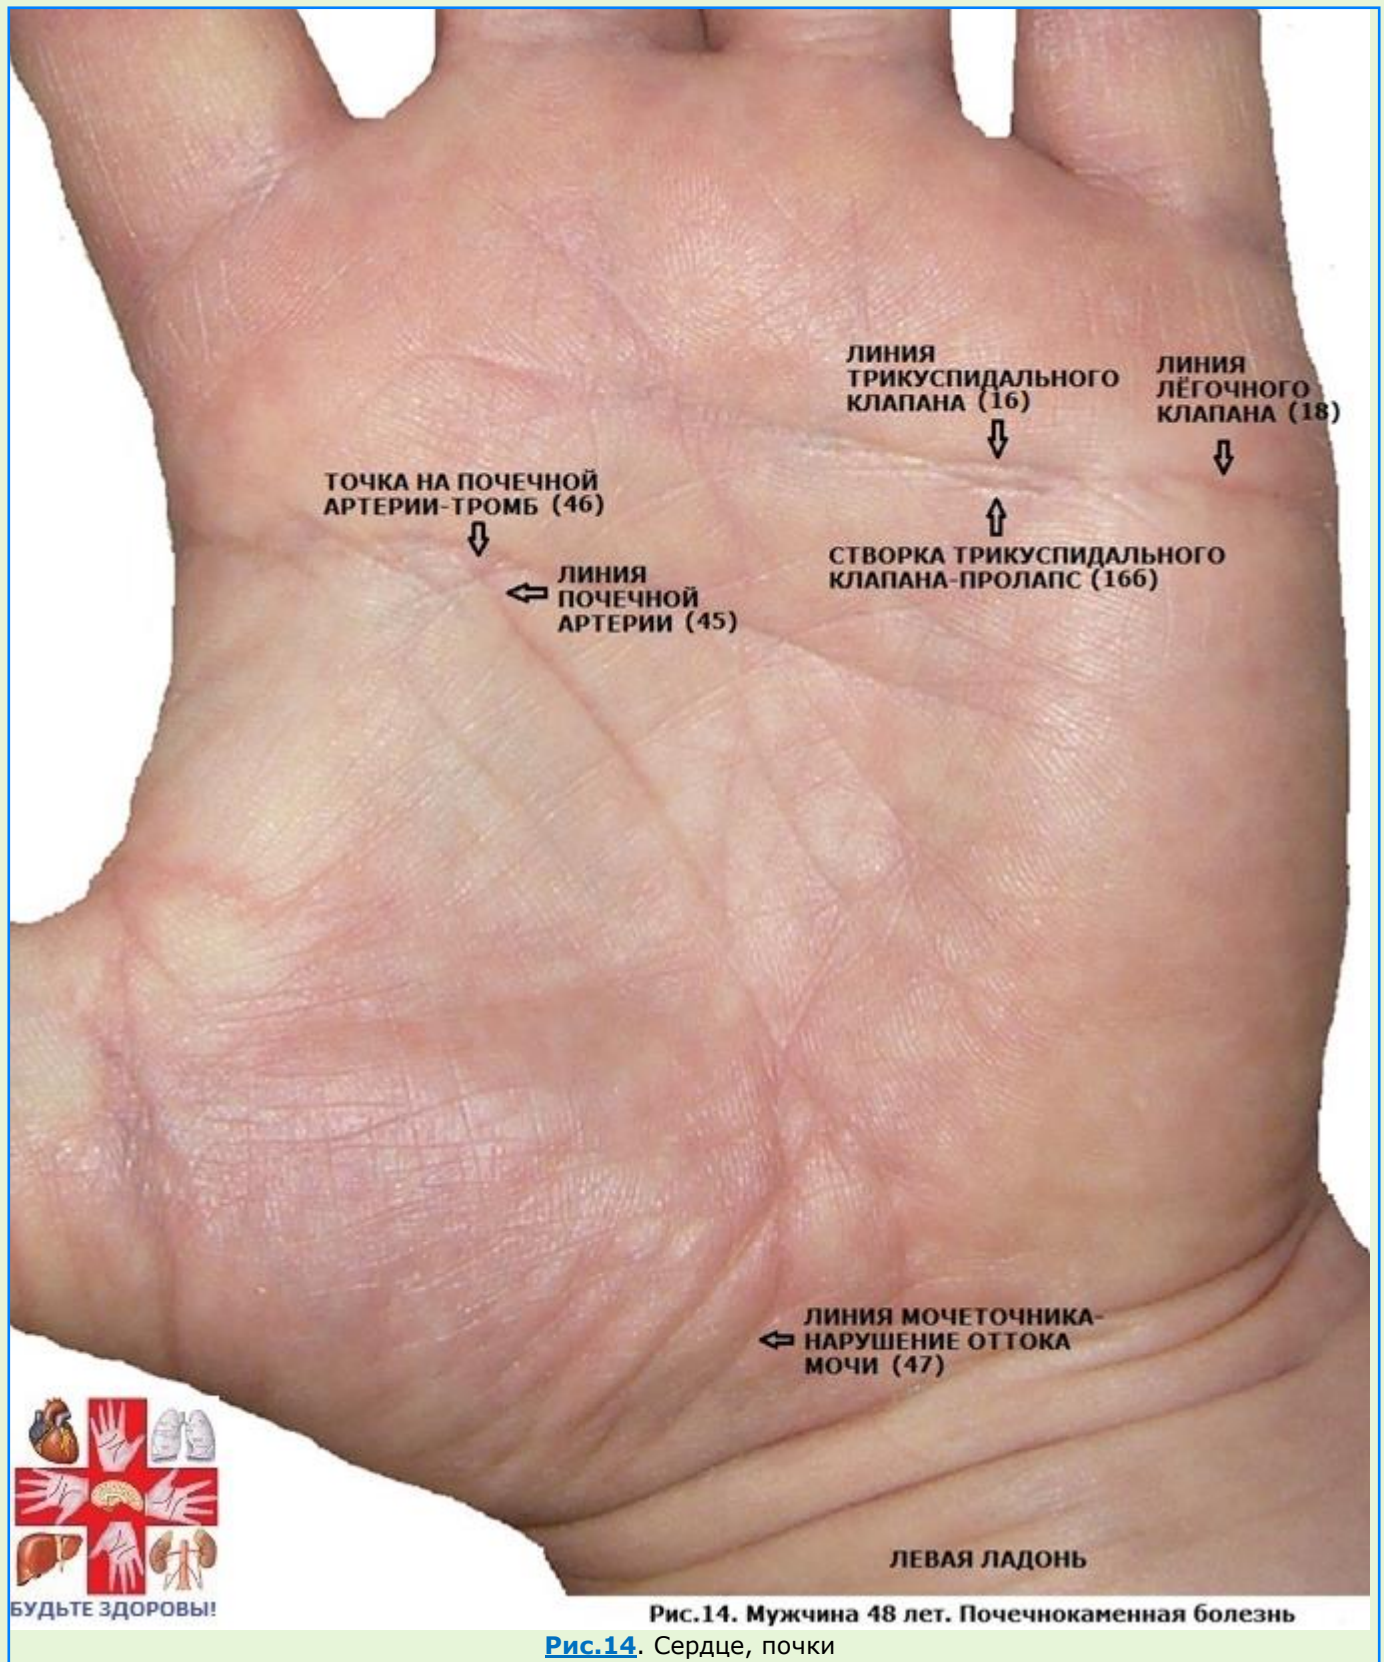 ЛИНИЯ
ТРИКУСПИДАЛЬНОГО
КЛАПАНА (16)
ЛИНИЯ
ЛЁГОЧНОГО
КЛАПАНА (18)
ТОЧКА НА ПОЧЕЧНОЙ
АРТЕРИИ-ТРОМБ (46)
ЛИНИЯ
ПОЧЕЧНОЙ
АРТЕРИИ (45)
СТВОРКА ТРИКУСПИДАЛЬНОГО
КЛАПАНА-ПРОЛАПС (16б)
ЛИНИЯ МОЧЕТОЧНИКА-
НАРУШЕНИЕ ОТТОКА
МОЧИ (47)
ЛЕВАЯ ЛАДОНЬ
БУДЬТЕ ЗДОРОВЫ!
Рис.14. Мужчина 48 лет. Почечнокаменная болезнь
Рис.14. Сердце, почки